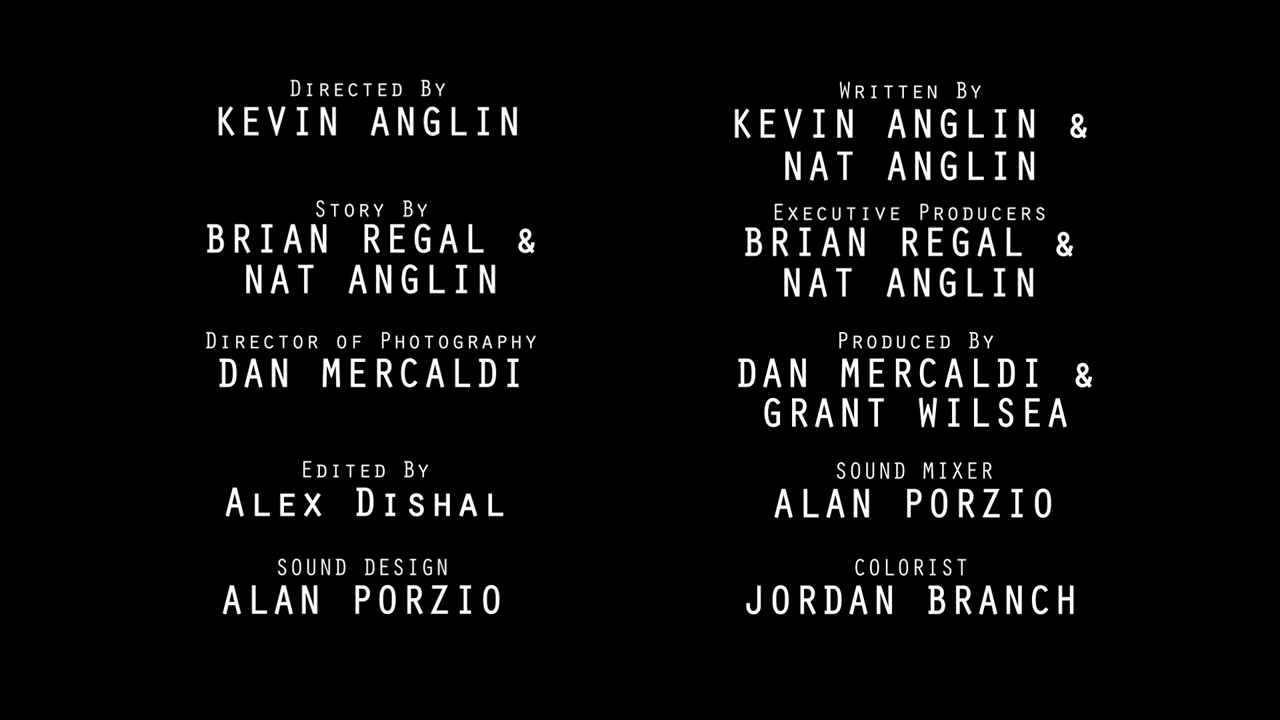 Directed By
KEVIN ANGLIN
Written By
KEVIN ANGLIN &
NAT ANGLIN
Story By
BRIAN REGAL &
NAT ANGLIN
Executive Producers
BRIAN REGAL &
NAT ANGLIN
Director of Photography
DAN MERCALDI
Produced By
DAN MERCALDI &
GRANT WILSEA
Edited By
Alex Dishal
SOUND MIXER
ALAN PORZIO
SOUND DESIGN
ALAN PORZIO
COLORIST
JORDAN BRANCH